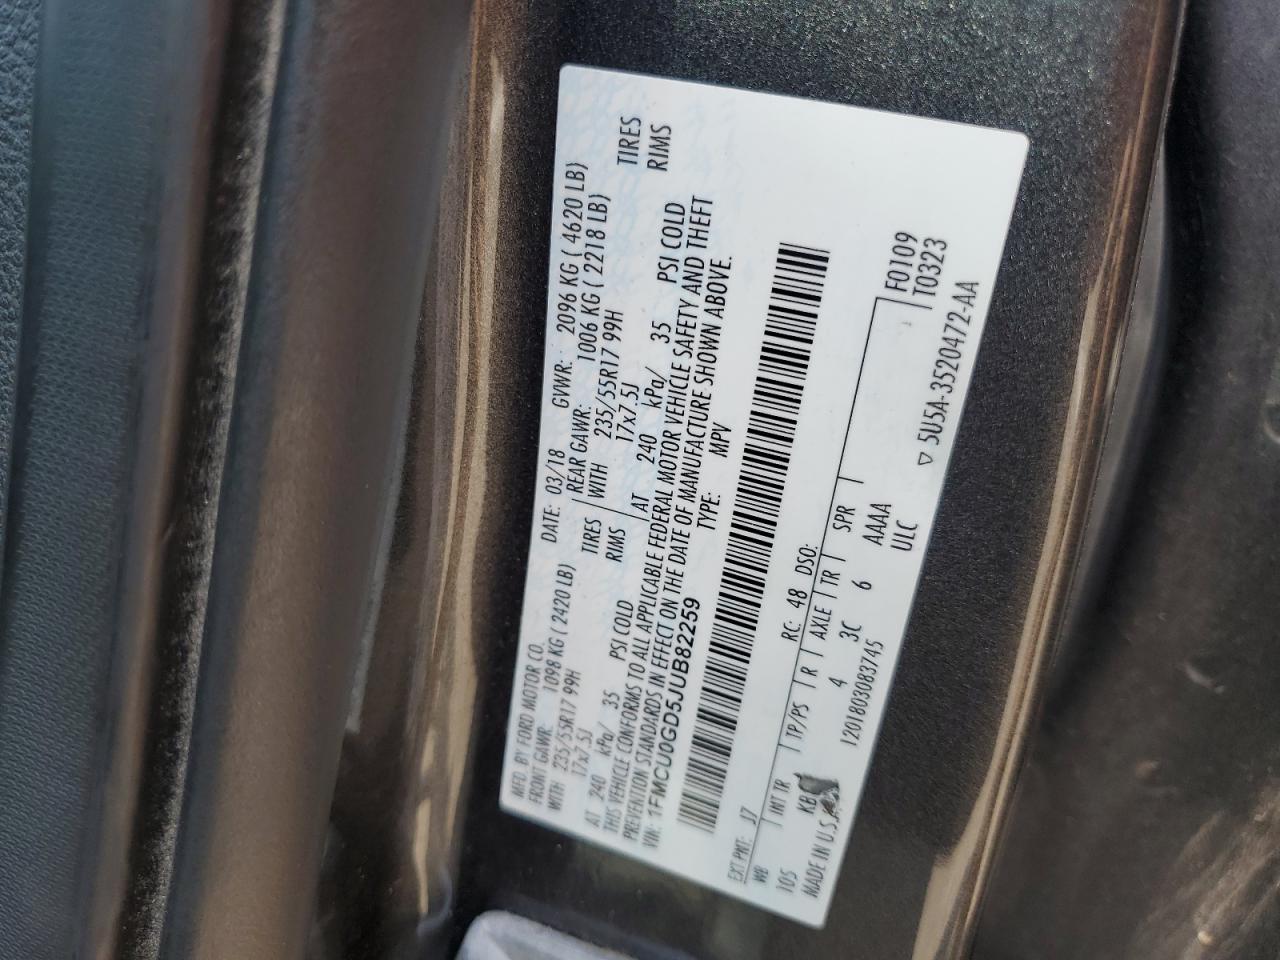 MFD. BY FORD MOTOR CO.
DATE: 03/18 GVWR: 2096 KG ( 4620 LB)
FRONT GAWR: 1098 KG ( 2420 LB) REAR GAWR: 1006 KG ( 2218 LB)
WITH 235/55R17 99H TIRES WITH 235/55R17 99H TIRES
17x7.5J RIMS 17x7.5J RIMS
AT 240 kPa/ 35 PSI COLD AT 240 kPa/ 35 PSI COLD
THIS VEHICLE CONFORMS TO ALL APPLICABLE FEDERAL MOTOR VEHICLE SAFETY AND THEFT
PREVENTION STANDARDS IN EFFECT ON THE DATE OF MANUFACTURE SHOWN ABOVE.
VIN: 1FMCU0GD5JUB82259 TYPE: MPV
EXT PNT: J7 RC: 48 DSO:
WB INT TR TP/PS R AXLE TR SPR F0109
105 KB 4 3C 6 AAAA T0323
MADE IN U.S.A. 1201803083745 ULC ▽ 5U5A-3520472-AA